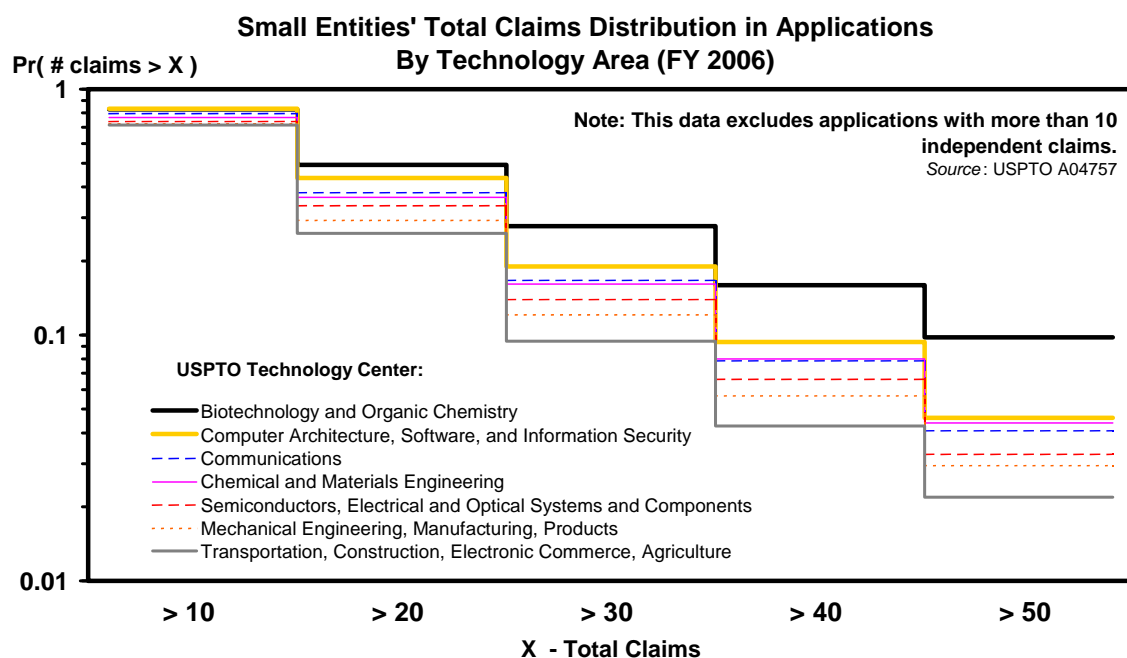 Small Entities' Total Claims Distribution in Applications
By Technology Area (FY 2006)
Pr( # claims > X )
1
Note: This data excludes applications with more than 10
independent claims.
Source: USPTO A04757
0.1
USPTO Technology Center:
Biotechnology and Organic Chemistry
Computer Architecture, Software, and Information Security
Communications
Chemical and Materials Engineering
Semiconductors, Electrical and Optical Systems and Components
Mechanical Engineering, Manufacturing, Products
Transportation, Construction, Electronic Commerce, Agriculture
0.01
> 10 > 20 > 30 > 40 > 50
X - Total Claims